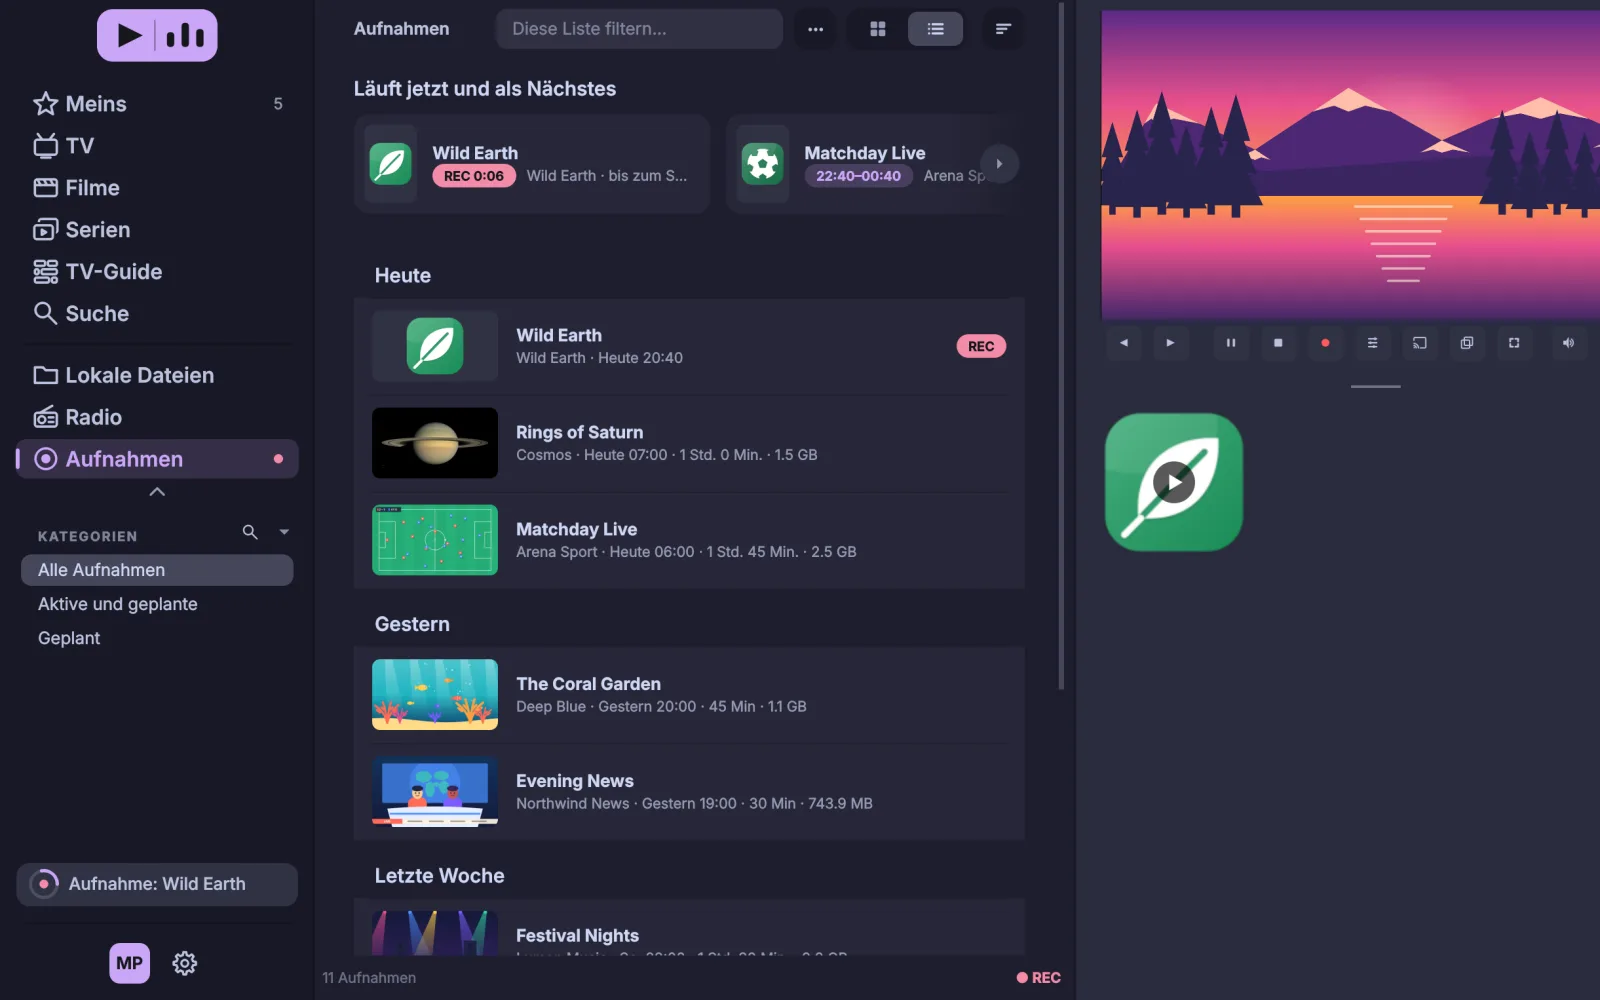 Meins
5
TV
Filme
Serien
TV-Guide
Suche
Lokale Dateien
Radio
Aufnahmen
KATEGORIEN
Alle Aufnahmen
Aktive und geplante
Geplant
Aufnahme: Wild Earth
MP
Aufnahmen
Diese Liste filtern...
Läuft jetzt und als Nächstes
Wild Earth
REC 0:06 Wild Earth · bis zum S...
Matchday Live
22:40–00:40 Arena Sp
Heute
Wild Earth
Wild Earth · Heute 20:40
REC
Rings of Saturn
Cosmos · Heute 07:00 · 1 Std. 0 Min. · 1.5 GB
Matchday Live
Arena Sport · Heute 06:00 · 1 Std. 45 Min. · 2.5 GB
Gestern
The Coral Garden
Deep Blue · Gestern 20:00 · 45 Min · 1.1 GB
Evening News
Northwind News · Gestern 19:00 · 30 Min · 743.9 MB
Letzte Woche
Festival Nights
11 Aufnahmen
REC